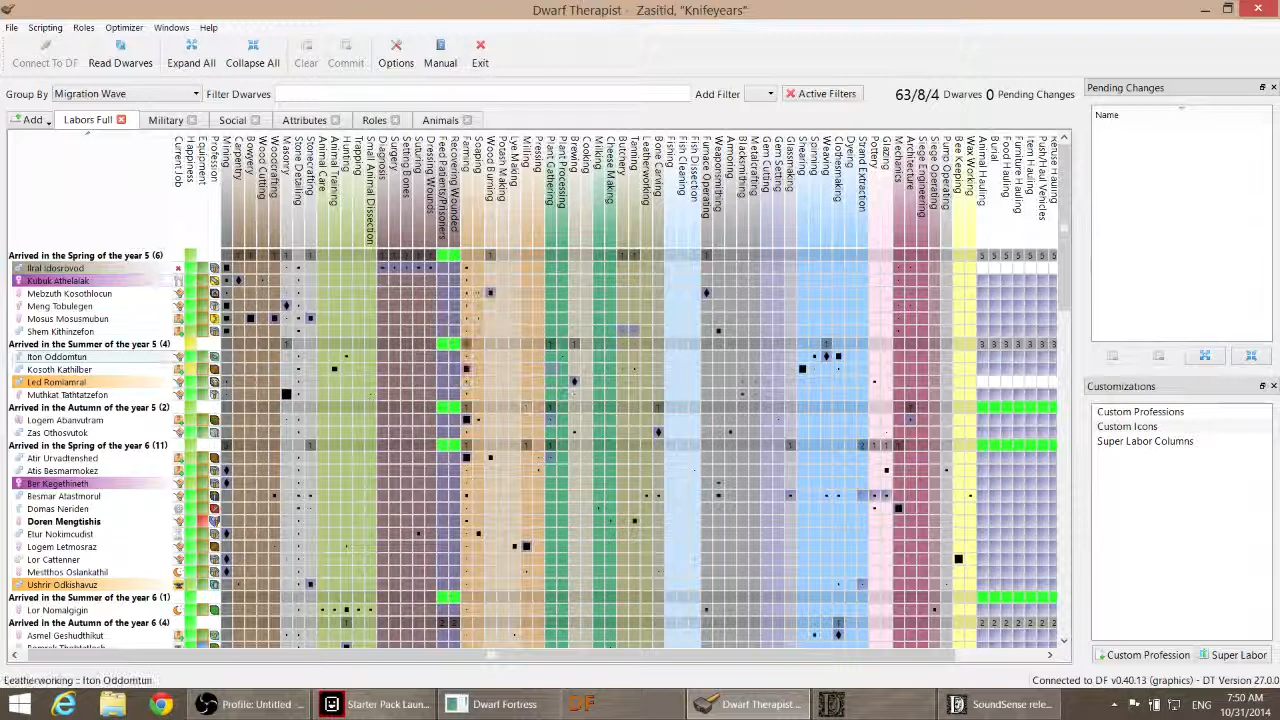 Dwarf Therapist - Zasitid, "Knifeyears"
File Scripting Roles Optimizer Windows Help
Connect To DF Read Dwarves Expand All Collapse All Clear Commit Options Manual Exit
Group By Migration Wave Filter Dwarves Add Filter Active Filters 63/8/4 Dwarves 0 Pending Changes
Add Labors Full Military Social Attributes Roles Animals
Current Job
Happiness
Equipment
Profession
Carpentry
Bowyery
Wood Cutting
Woodcrafting
Masonry
Stone Detailing
Stonecrafting
Animal Training
Hunting
Trapping
Small Animal Dissection
Diagnosis
Surgery
Setting Bones
Suturing
Dressing Wounds
Feed Patients/Prisoners
Recovering Wounded
Farming
Wood Burning
Potash Making
Lye Making
Milling
Pressing
Plant Gathering
Plant Processing
Brewing
Cooking
Milking
Cheese Making
Butchery
Tanning
Leatherworking
Bone Carving
Fishing
Fish Cleaning
Fish Dissection
Furnace Operating
Weaponsmithing
Armoring
Blacksmithing
Metalcrafting
Gem Cutting
Gem Setting
Glassmaking
Shearing
Spinning
Weaving
Clothesmaking
Dyeing
Strand Extraction
Pottery
Glazing
Mechanics
Architecture
Siege Engineering
Siege Operating
Pump Operating
Bee Keeping
Wax Working
Animal Hauling
Burial
Food Hauling
Furniture Hauling
Item Hauling
Push/Haul Vehicles
Refuse Hauling
Arrived in the Spring of the year 5 (6)
Ilral Idosrovod
Kubuk Athelalak
Mebzuth Kosothlocun
Meng Tobulegen
Mosus Mosusmubun
Shem Kithinzefon
Arrived in the Summer of the year 5 (4)
Iton Oddomtun
Kosoth Kathilber
Led Romlamral
Muthkat Tathtatzefon
Arrived in the Autumn of the year 5 (2)
Logem Abanvutram
Zas Othosvutok
Arrived in the Spring of the year 6 (11)
Atir Urvadtenshed
Atis Besmarmokez
Ber Kegethineth
Besmar Atastmorul
Domas Neriden
Doren Mengtishis
Etur Nokimcudist
Logem Letmosraz
Lor Cattenner
Mestthos Oslankathil
Ushrir Odkishavuz
Arrived in the Summer of the year 6 (1)
Lor Nomalgigin
Arrived in the Autumn of the year 6 (4)
Asmel Geshudthikut
Leatherworking :: Iton Oddomtun
Pending Changes
Name
Customizations
Custom Professions
Custom Icons
Super Labor Columns
Custom Profession Super Labor
Connected to DF v0.40.13 (graphics) - DT Version 27.0.0
Profile: Untitled ... Starter Pack Laun... Dwarf Fortress DF Dwarf Therapist ... SoundSense rele... ENG
7:50 AM
10/31/2014